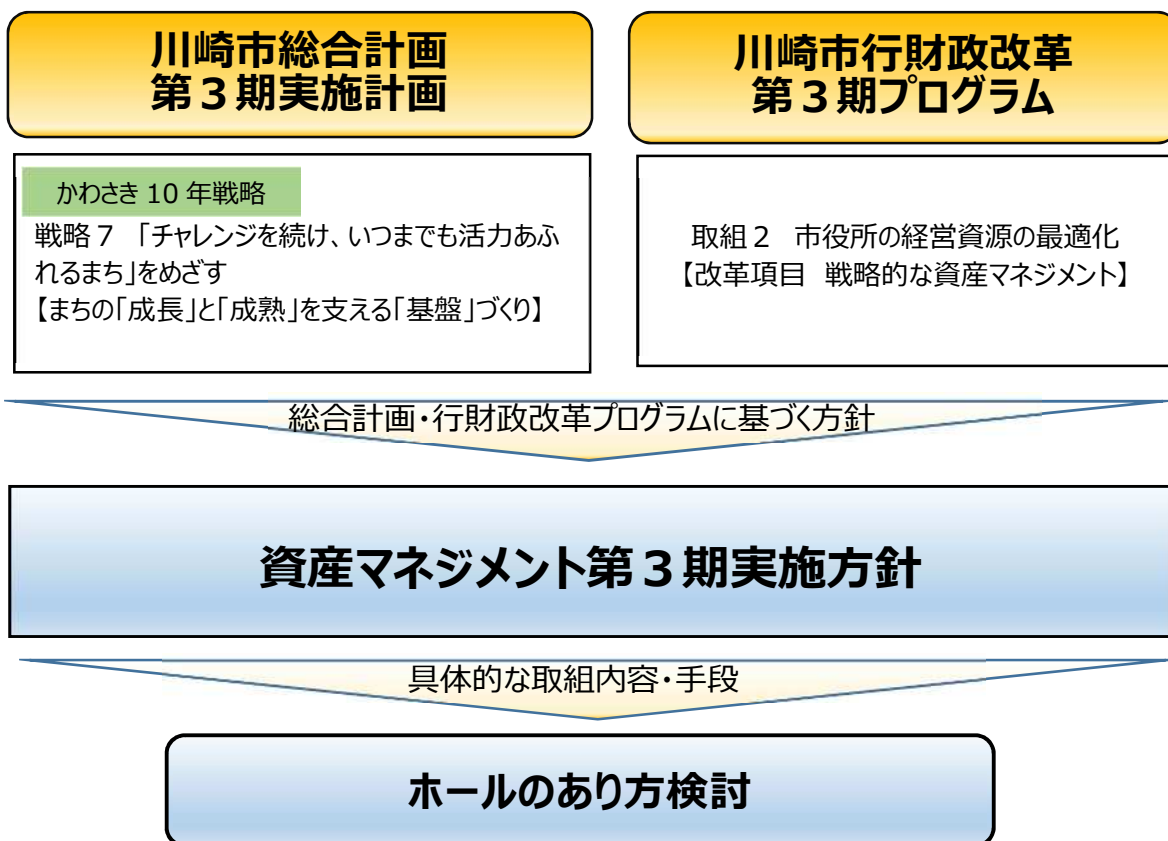 川崎市総合計画
第３期実施計画
川崎市行財政改革
第３期プログラム
かわさき 10 年戦略
戦略７　「チャレンジを続け、いつまでも活力あふ
れるまち」をめざす
【まちの「成長」と「成熟」を支える「基盤」づくり】
取組２　市役所の経営資源の最適化
【改革項目　戦略的な資産マネジメント】
総合計画・行財政改革プログラムに基づく方針
資産マネジメント第３期実施方針
具体的な取組内容・手段
ホールのあり方検討